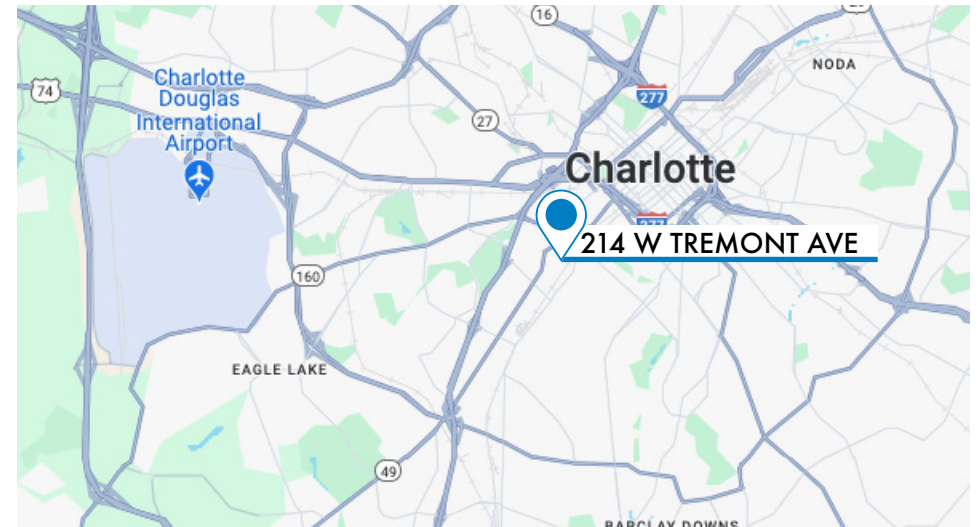 16
NODA
74
Charlotte
Douglas
International
Airport
277
27
Charlotte
277
214 W TREMONT AVE
160
EAGLE LAKE
49
BARCLAY DOWNS